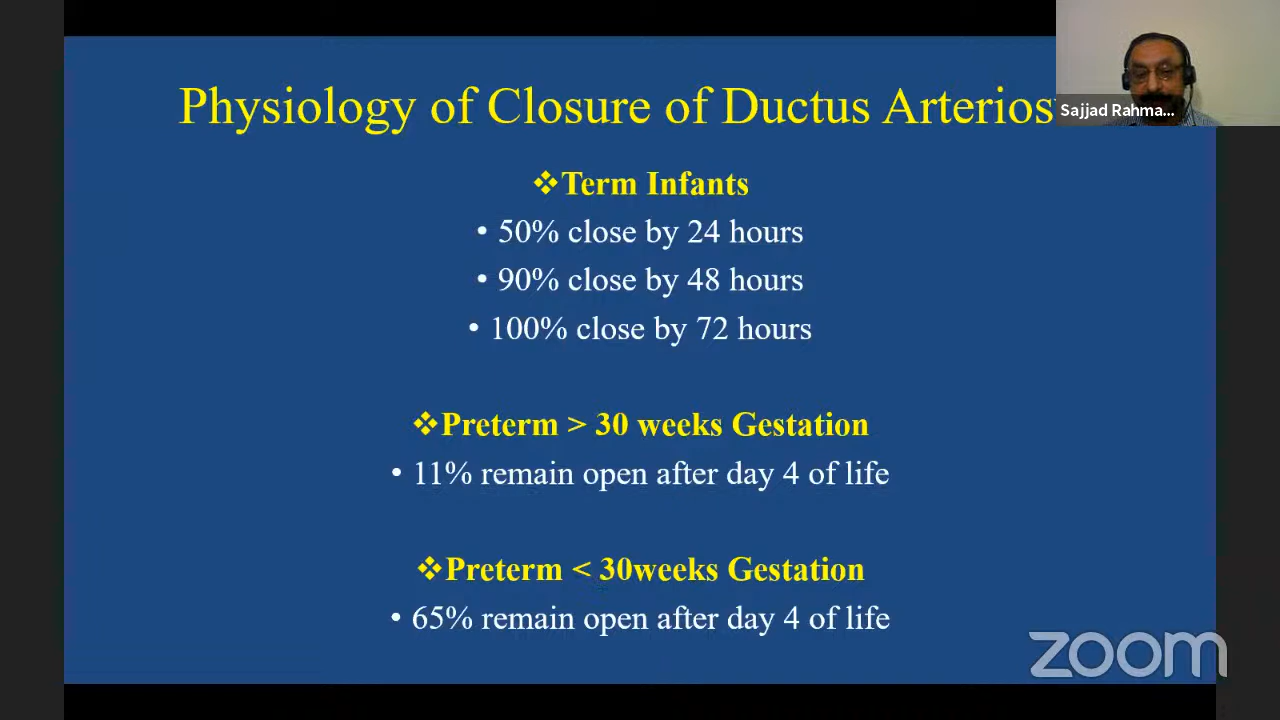 Physiology of Closure of Ductus Arterios
Sajjad Rahma...
❖Term Infants
• 50% close by 24 hours
• 90% close by 48 hours
• 100% close by 72 hours
❖Preterm > 30 weeks Gestation
• 11% remain open after day 4 of life
❖Preterm < 30weeks Gestation
• 65% remain open after day 4 of life
zoom